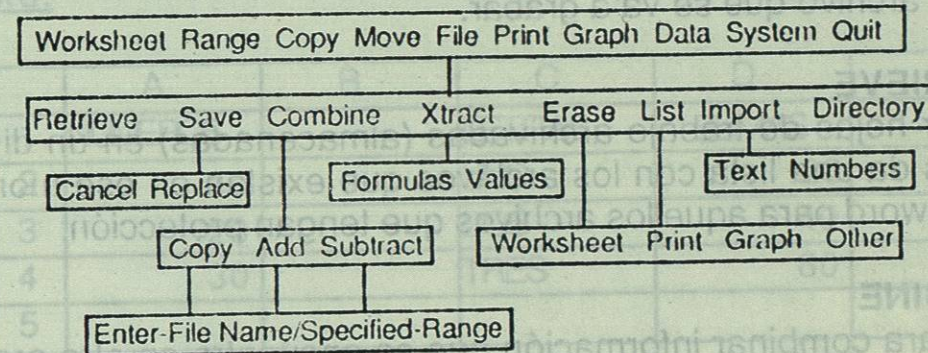 Worksheet Range Copy Move File Print Graph Data System Quit
Retrieve Save Combine Xtract Erase List Import Directory
Cancel Replace
Formulas Values
Text Numbers
Copy Add Subtract
Worksheet Print Graph Other
Enter-File Name/Specified-Range